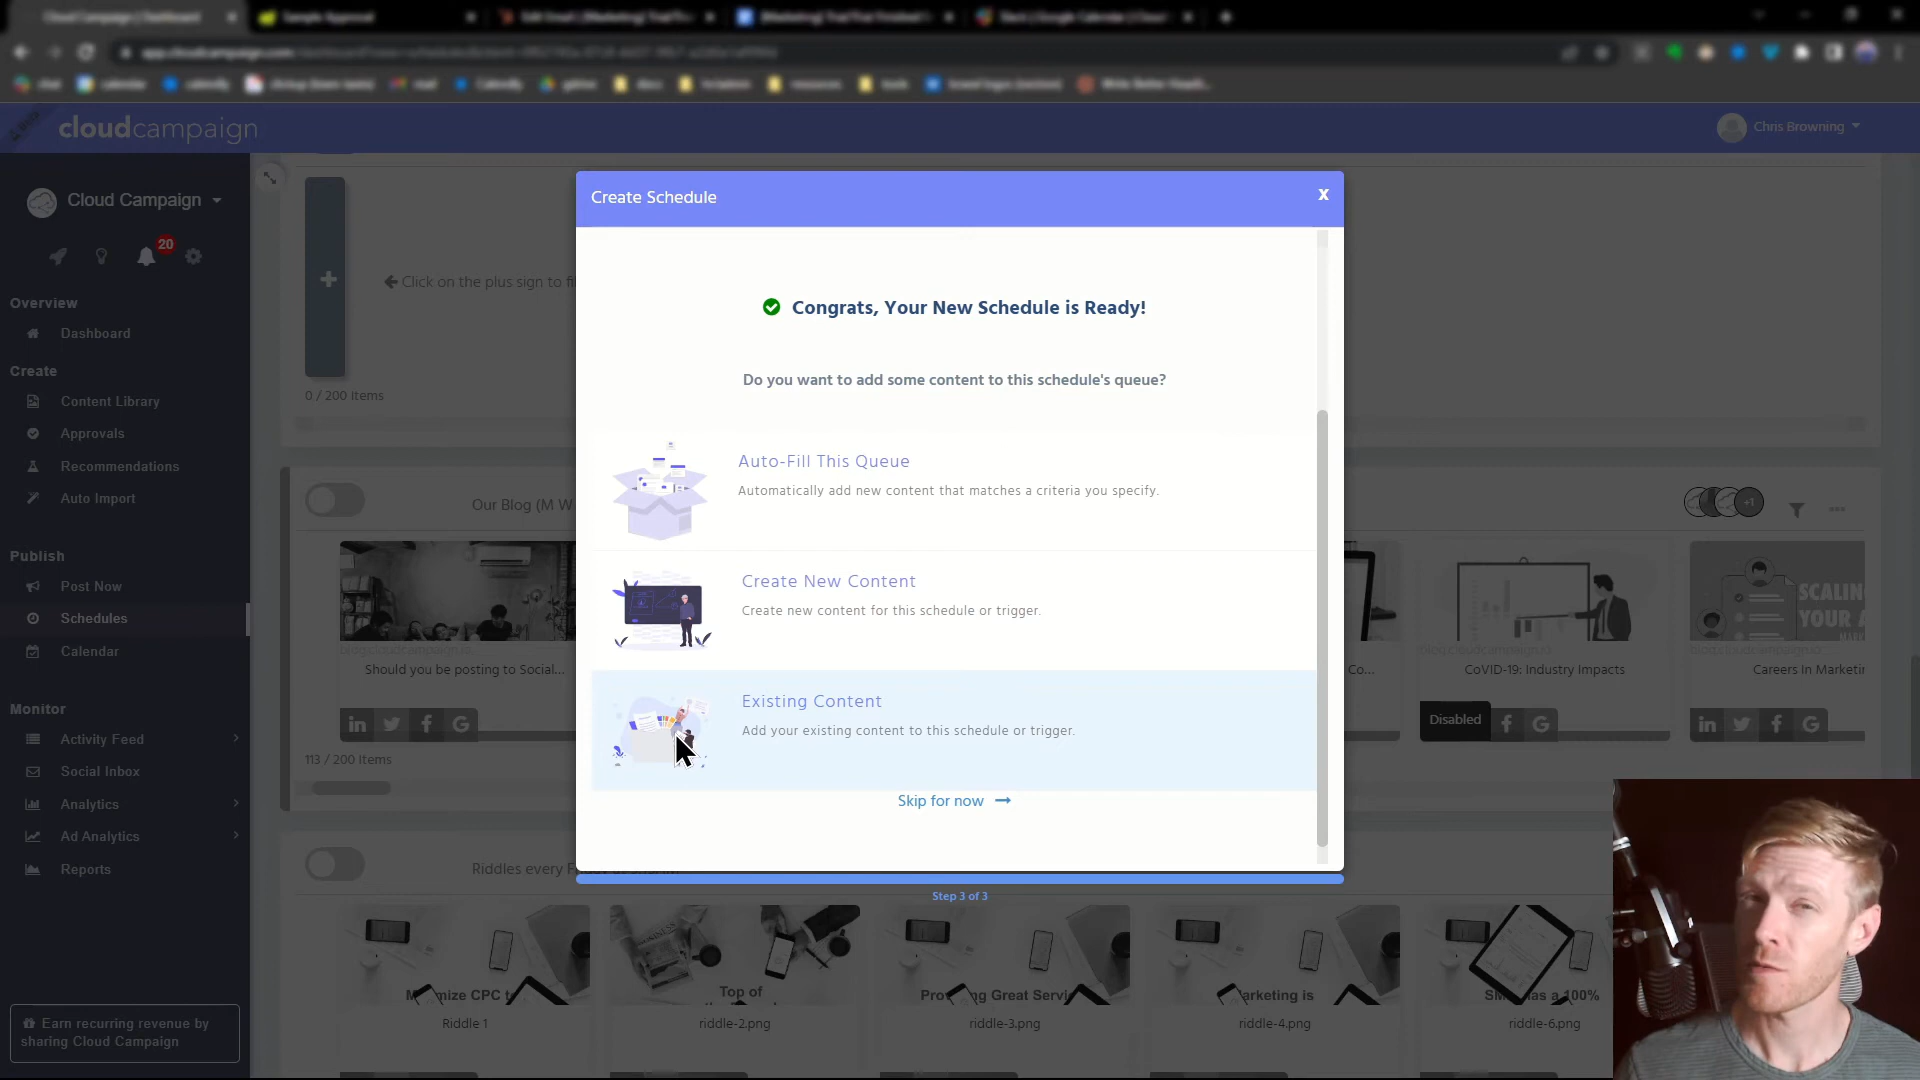 cloudcampaign
Chris Browning
Cloud Campaign
20
Overview
Dashboard
Create
Content Library
Approvals
Recommendations
Auto Import
Publish
Post Now
Schedules
Calendar
Monitor
Activity Feed
Social Inbox
Analytics
Ad Analytics
Reports
Earn recurring revenue by
sharing Cloud Campaign
Click on the plus sign to
0 / 200 Items
Our Blog (M W
+1
Should you be posting to Social...
Co...
CoVID-19: Industry Impacts
SCALIN
YOUR A
Careers In Marketin
Disabled
113 / 200 Items
Riddles every
Riddle 1
Top of
riddle-2.png
riddle-3.png
arketing is
riddle-4.png
as a 100%
riddle-6.png
Create Schedule
x
Congrats, Your New Schedule is Ready!
Do you want to add some content to this schedule's queue?
Auto-Fill This Queue
Automatically add new content that matches a criteria you specify.
Create New Content
Create new content for this schedule or trigger.
Existing Content
Add your existing content to this schedule or trigger.
Skip for now
Step 3 of 3